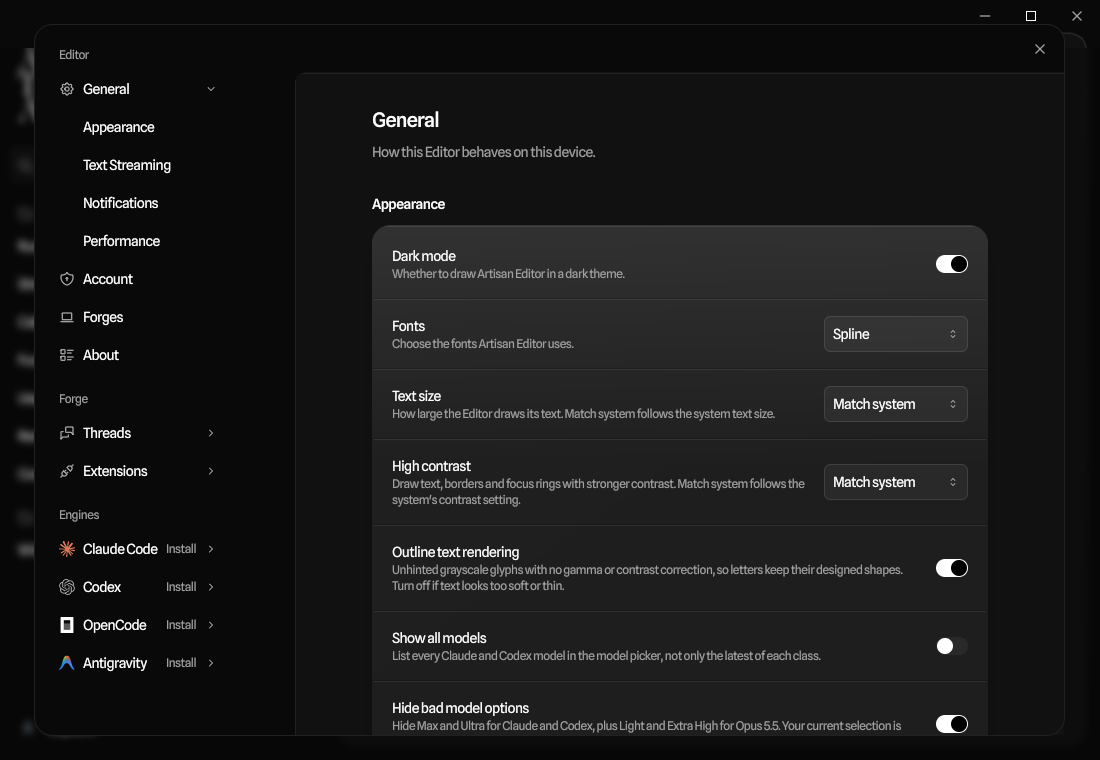 Editor
General
Appearance
Text Streaming
Notifications
Performance
Account
Forges
About
Forge
Threads
Extensions
Engines
Claude Code Install
Codex Install
OpenCode Install
Antigravity Install
General
How this Editor behaves on this device.
Appearance
Dark mode
Whether to draw Artisan Editor in a dark theme.
Fonts
Choose the fonts Artisan Editor uses.
Spline
Text size
How large the Editor draws its text. Match system follows the system text size.
Match system
High contrast
Draw text, borders and focus rings with stronger contrast. Match system follows the
system's contrast setting.
Match system
Outline text rendering
Unhinted grayscale glyphs with no gamma or contrast correction, so letters keep their designed shapes.
Turn off if text looks too soft or thin.
Show all models
List every Claude and Codex model in the model picker, not only the latest of each class.
Hide bad model options
Hide Max and Ultra for Claude and Codex, plus Light and Extra High for Opus 5.5. Your current selection is